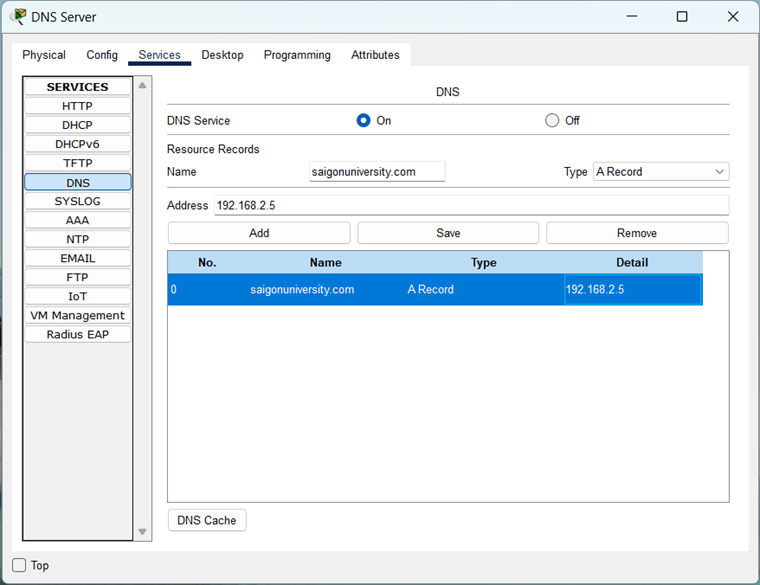 DNS Server
Physical Config Services Desktop Programming Attributes
SERVICES
HTTP
DHCP
DHCPv6
TFTP
DNS
SYSLOG
AAA
NTP
EMAIL
FTP
IoT
VM Management
Radius EAP
DNS
DNS Service On Off
Resource Records
Name saigonuniversity.com Type A Record
Address 192.168.2.5
Add Save Remove
No. Name Type Detail
0 saigonuniversity.com A Record 192.168.2.5
DNS Cache
Top